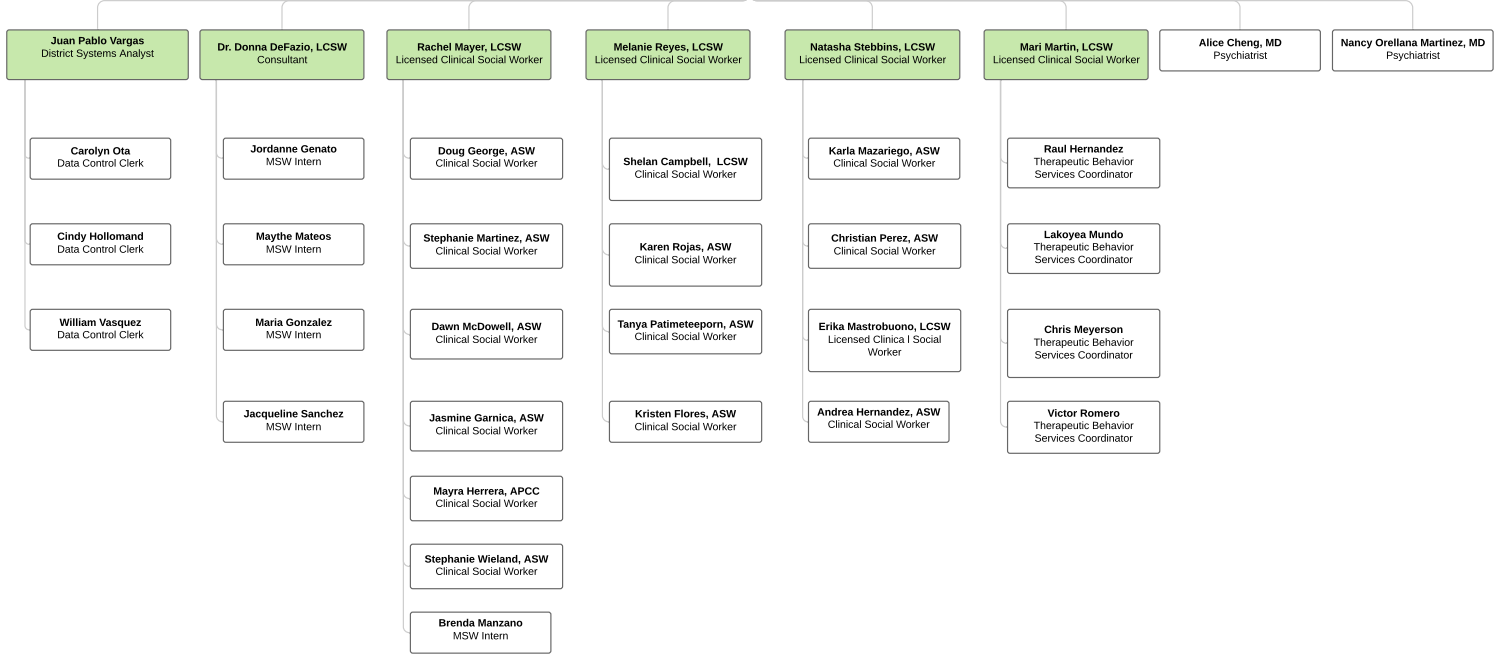 Juan Pablo Vargas
District Systems Analyst
Dr. Donna DeFazio, LCSW
Consultant
Rachel Mayer, LCSW
Licensed Clinical Social Worker
Melanie Reyes, LCSW
Licensed Clinical Social Worker
Natasha Stebbins, LCSW
Licensed Clinical Social Worker
Mari Martin, LCSW
Licensed Clinical Social Worker
Alice Cheng, MD
Psychiatrist
Nancy Orellana Martinez, MD
Psychiatrist
Carolyn Ota
Data Control Clerk
Cindy Hollomand
Data Control Clerk
William Vasquez
Data Control Clerk
Jordanne Genato
MSW Intern
Maythe Mateos
MSW Intern
Maria Gonzalez
MSW Intern
Jacqueline Sanchez
MSW Intern
Doug George, ASW
Clinical Social Worker
Stephanie Martinez, ASW
Clinical Social Worker
Dawn McDowell, ASW
Clinical Social Worker
Jasmine Garnica, ASW
Clinical Social Worker
Mayra Herrera, APCC
Clinical Social Worker
Stephanie Wieland, ASW
Clinical Social Worker
Brenda Manzano
MSW Intern
Shelan Campbell,  LCSW
Clinical Social Worker
Karen Rojas, ASW
Clinical Social Worker
Tanya Patimeteeporn, ASW
Clinical Social Worker
Kristen Flores, ASW
Clinical Social Worker
Karla Mazariego, ASW
Clinical Social Worker
Christian Perez, ASW
Clinical Social Worker
Erika Mastrobuono, LCSW
Licensed Clinica l Social
Worker
Andrea Hernandez, ASW
Clinical Social Worker
Raul Hernandez
Therapeutic Behavior
Services Coordinator
Lakoyea Mundo
Therapeutic Behavior
Services Coordinator
Chris Meyerson
Therapeutic Behavior
Services Coordinator
Victor Romero
Therapeutic Behavior
Services Coordinator